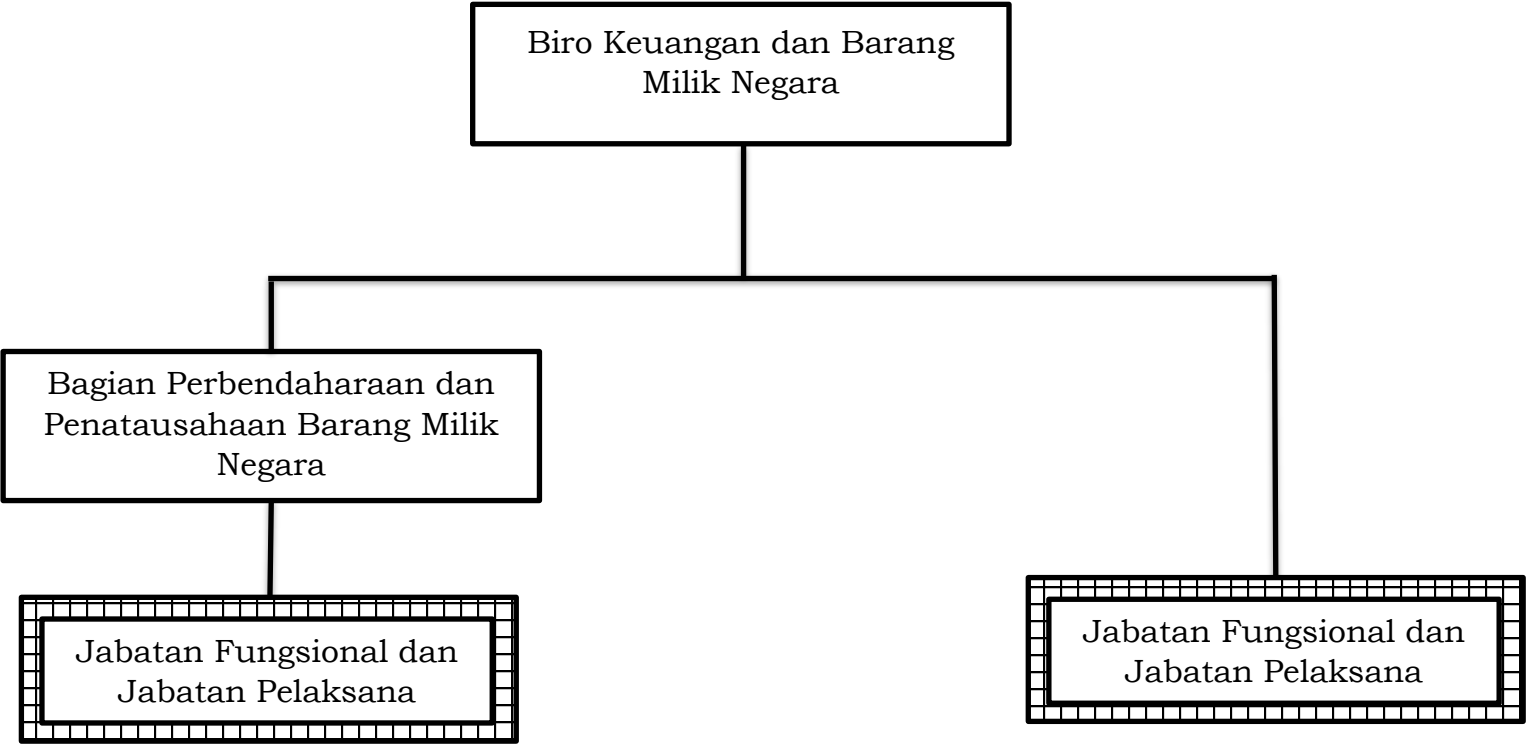 Biro Keuangan dan Barang
Milik Negara
Bagian Perbendaharaan dan
Penatausahaan Barang Milik
Negara
Jabatan Fungsional dan
Jabatan Pelaksana
Jabatan Fungsional dan
Jabatan Pelaksana